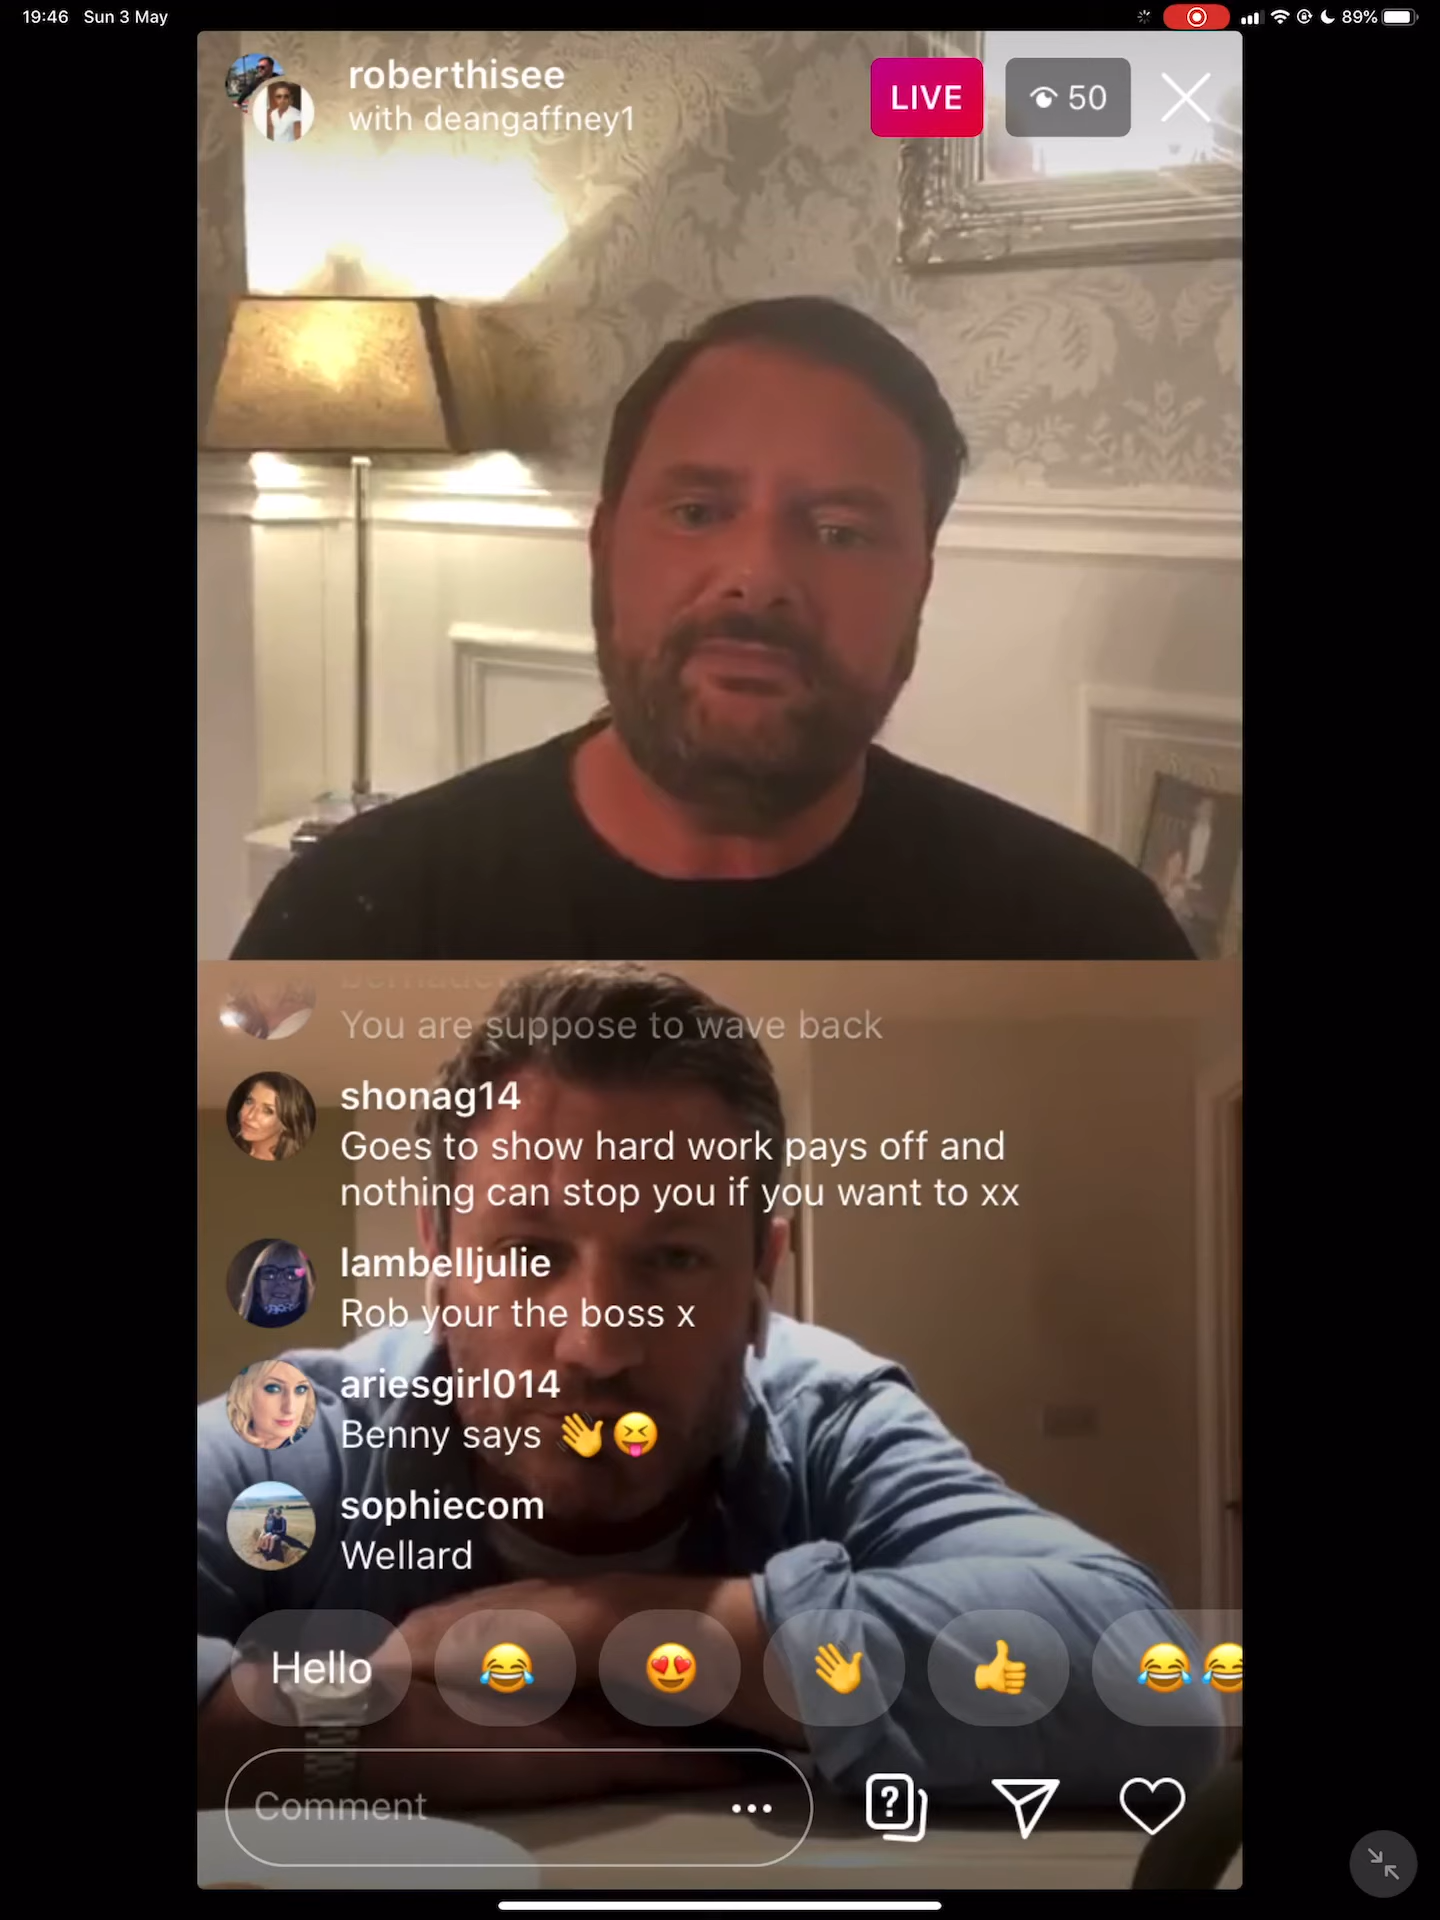 19:46 Sun 3 May
89%
roberthisee
with deangaffney1
LIVE
50
You are suppose to wave back
shonag14
Goes to show hard work pays off and
nothing can stop you if you want to xx
lambelljulie
Rob your the boss x
ariesgirl014
Benny says 👋😝
sophiecom
Wellard
Hello
Comment